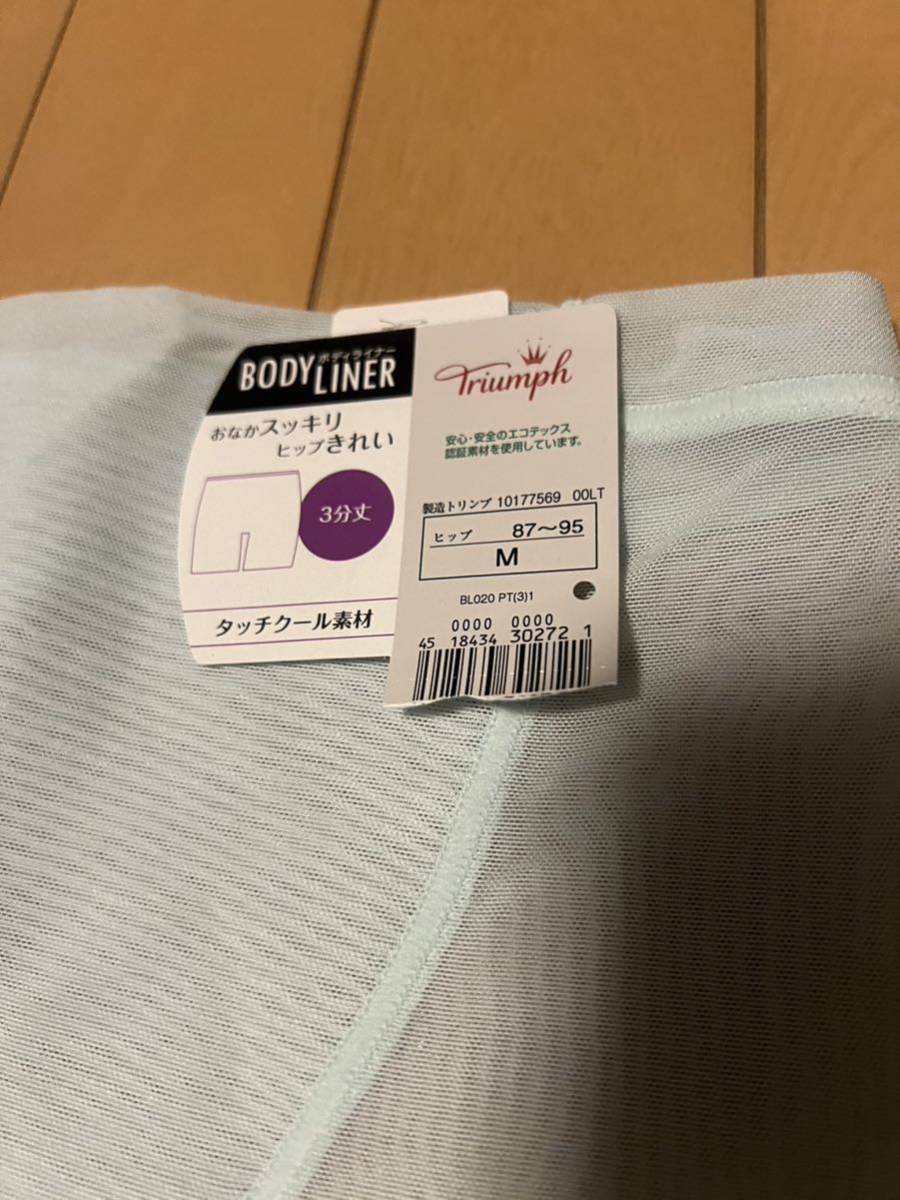 ボディライナー
BODY LINER
おなかスッキリ
ヒップきれい
3分丈
タッチクール素材
Triumph
安心・安全のエコテックス
認証素材を使用しています。
製造トリンプ 10177569 00LT
ヒップ 87〜95
M
BL020 PT(3)1
0000 0000
45 18434 30272 1